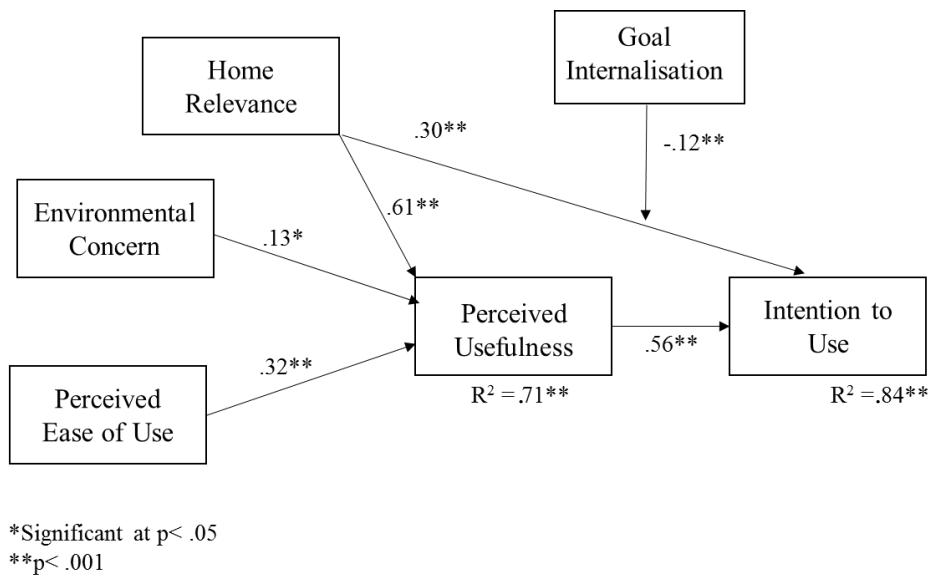 Goal
Internalisation
Home
Relevance
.30**
-.12**
.61**
Environmental
Concern
.13*
Perceived
Usefulness
Intention to
Use
.56**
.32**
R² =.71**
R² =.84**
Perceived
Ease of Use
*Significant at p< .05
**p< .001